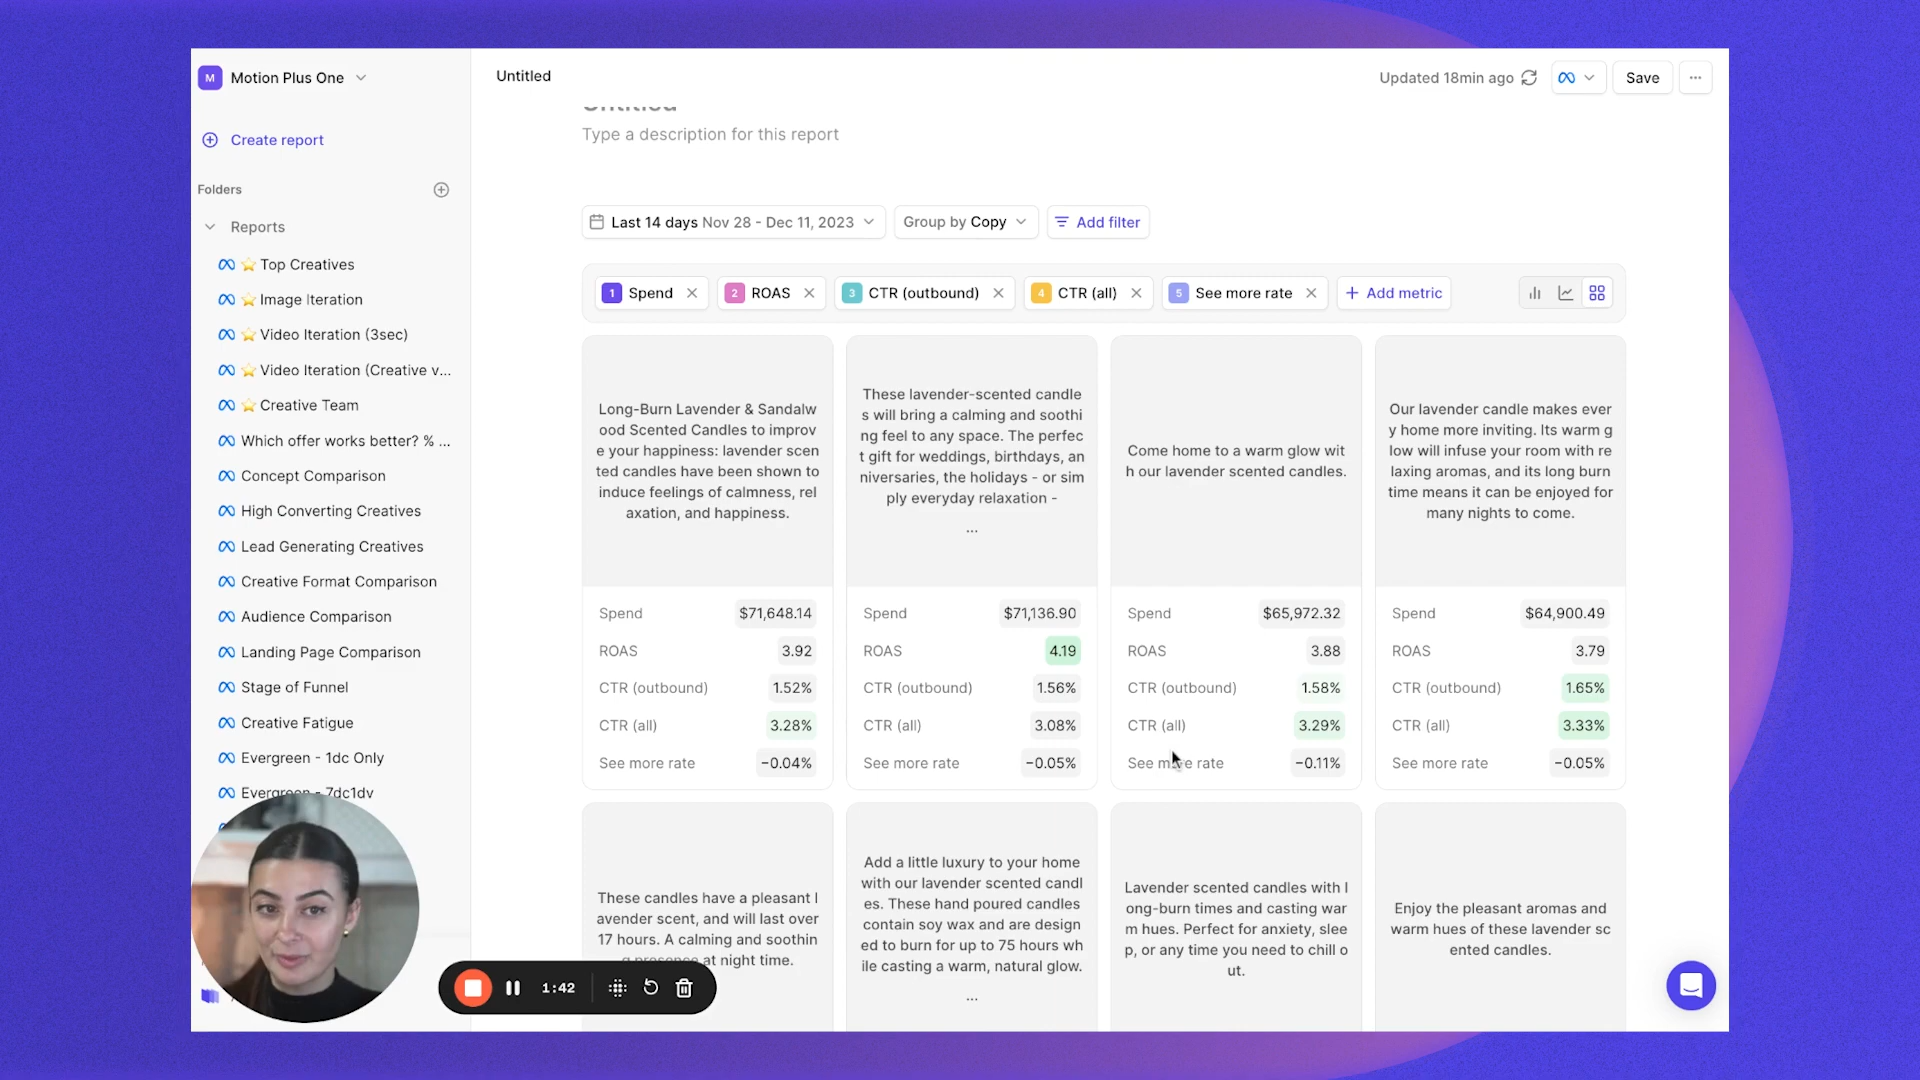 M Motion Plus One
Untitled
Updated 18min ago
Save
Untitled
Type a description for this report
Create report
Folders
Reports
Top Creatives
Image Iteration
Video Iteration (3sec)
Video Iteration (Creative v...
Creative Team
Which offer works better? % ...
Concept Comparison
High Converting Creatives
Lead Generating Creatives
Creative Format Comparison
Audience Comparison
Landing Page Comparison
Stage of Funnel
Creative Fatigue
Evergreen - 1dc Only
Evergreen - 7dc1dv
Last 14 days Nov 28 - Dec 11, 2023
Group by Copy
Add filter
1 Spend
2 ROAS
3 CTR (outbound)
4 CTR (all)
5 See more rate
+ Add metric
Long-Burn Lavender & Sandalw
ood Scented Candles to improv
e your happiness: lavender scen
ted candles have been shown to
induce feelings of calmness, rel
axation, and happiness.
Spend $71,648.14
ROAS 3.92
CTR (outbound) 1.52%
CTR (all) 3.28%
See more rate −0.04%
These lavender-scented candle
s will bring a calming and soothi
ng feel to any space. The perfec
t gift for weddings, birthdays, an
niversaries, the holidays - or sim
ply everyday relaxation -
...
Spend $71,136.90
ROAS 4.19
CTR (outbound) 1.56%
CTR (all) 3.08%
See more rate −0.05%
Come home to a warm glow wit
h our lavender scented candles.
Spend $65,972.32
ROAS 3.88
CTR (outbound) 1.58%
CTR (all) 3.29%
See more rate −0.11%
Our lavender candle makes ever
y home more inviting. Its warm g
low will infuse your room with re
laxing aromas, and its long burn
time means it can be enjoyed for
many nights to come.
Spend $64,900.49
ROAS 3.79
CTR (outbound) 1.65%
CTR (all) 3.33%
See more rate −0.05%
These candles have a pleasant l
avender scent, and will last over
17 hours. A calming and soothin
g presence at night time.
Add a little luxury to your home
with our lavender scented candl
es. These hand poured candles
contain soy wax and are design
ed to burn for up to 75 hours wh
ile casting a warm, natural glow.
...
Lavender scented candles with l
ong-burn times and casting war
m hues. Perfect for anxiety, slee
p, or any time you need to chill o
ut.
Enjoy the pleasant aromas and
warm hues of these lavender sc
ented candles.
1:42